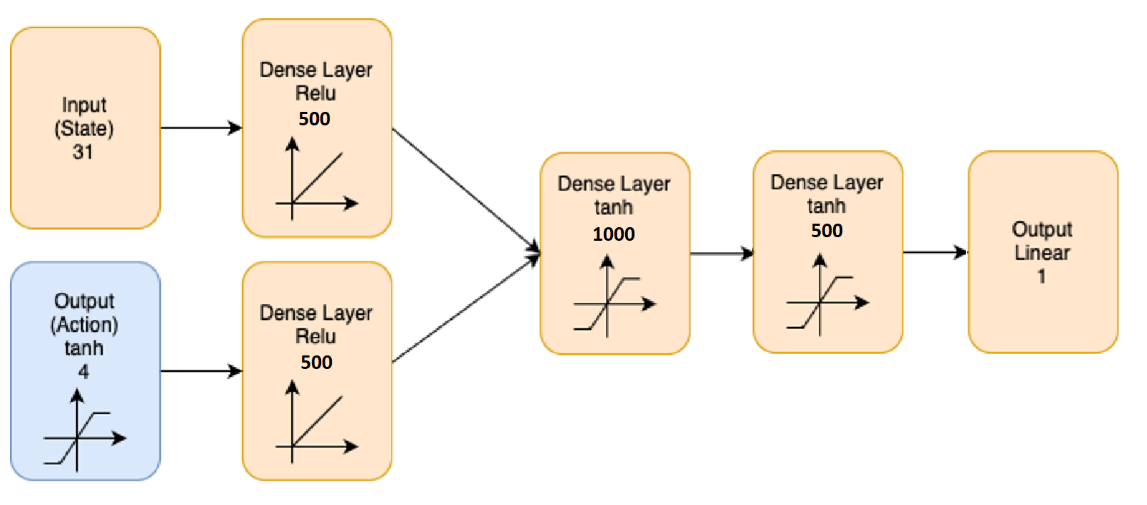 Input
(State)
31
Dense Layer
Relu
500
Output
(Action)
tanh
4
Dense Layer
Relu
500
Dense Layer
tanh
1000
Dense Layer
tanh
500
Output
Linear
1